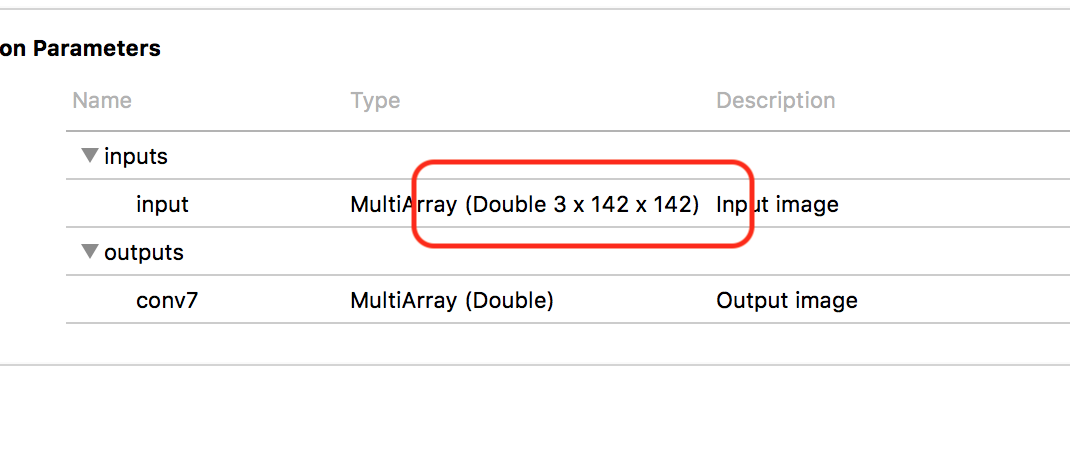 on Parameters
Name Type Description
inputs
input MultiArray (Double 3 x 142 x 142) Input image
outputs
conv7 MultiArray (Double) Output image